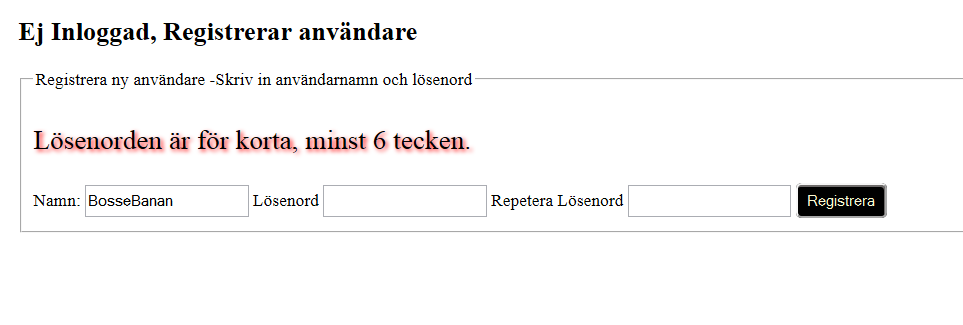 Ej Inloggad, Registrerar användare
Registrera ny användare -Skriv in användarnamn och lösenord
Lösenorden är för korta, minst 6 tecken.
Namn: BosseBanan Lösenord Repetera Lösenord Registrera